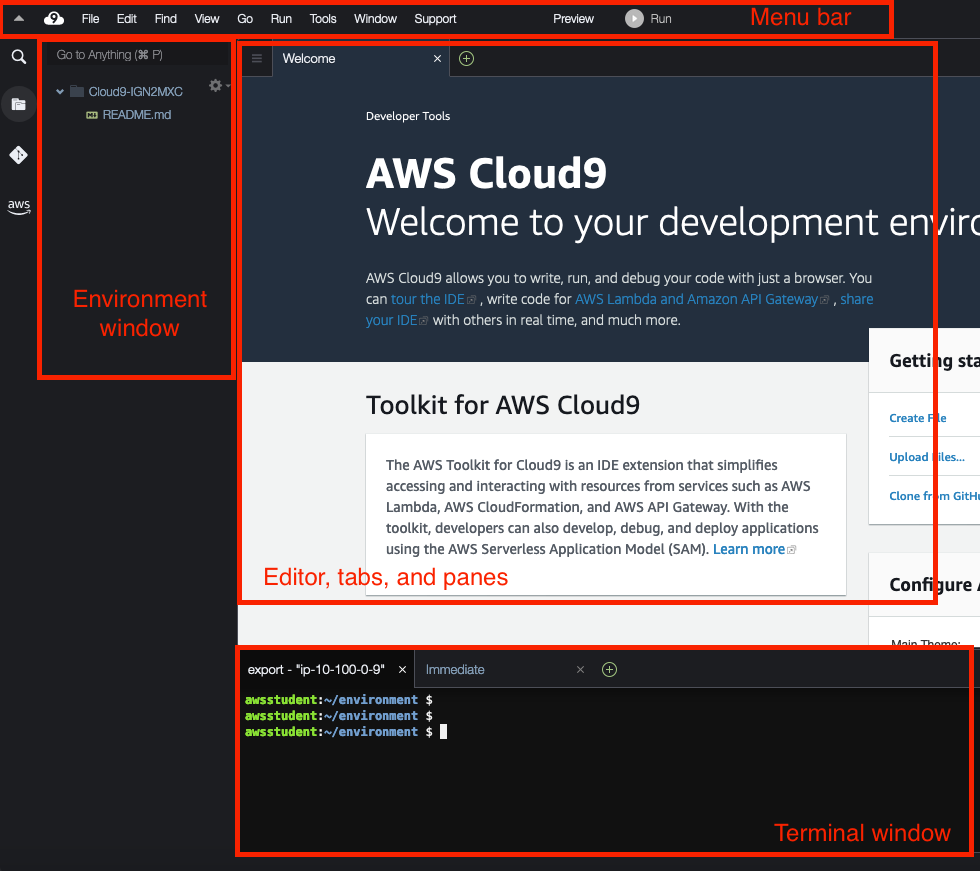 File Edit Find View Go Run Tools Window Support Preview Run Menu bar
Go to Anything (⌘ P)
Cloud9-IGN2MXC
README.md
aws
Environment
window
Welcome
Developer Tools
AWS Cloud9
Welcome to your development enviro
AWS Cloud9 allows you to write, run, and debug your code with just a browser. You
can tour the IDE , write code for AWS Lambda and Amazon API Gateway , share
your IDE with others in real time, and much more.
Toolkit for AWS Cloud9
The AWS Toolkit for Cloud9 is an IDE extension that simplifies
accessing and interacting with resources from services such as AWS
Lambda, AWS CloudFormation, and AWS API Gateway. With the
toolkit, developers can also develop, debug, and deploy applications
using the AWS Serverless Application Model (SAM). Learn more
Editor, tabs, and panes
Getting sta
Create File
Upload Files...
Clone from GitHu
Configure A
Main Theme:
export - "ip-10-100-0-9" Immediate
awsstudent:~/environment $
awsstudent:~/environment $
awsstudent:~/environment $
Terminal window